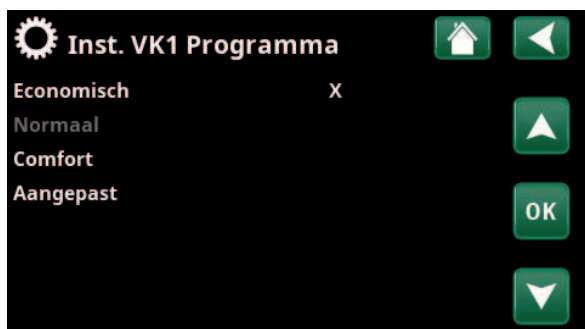 Inst. VK1 Programma
Economisch X
Normaal
Comfort
Aangepast
OK